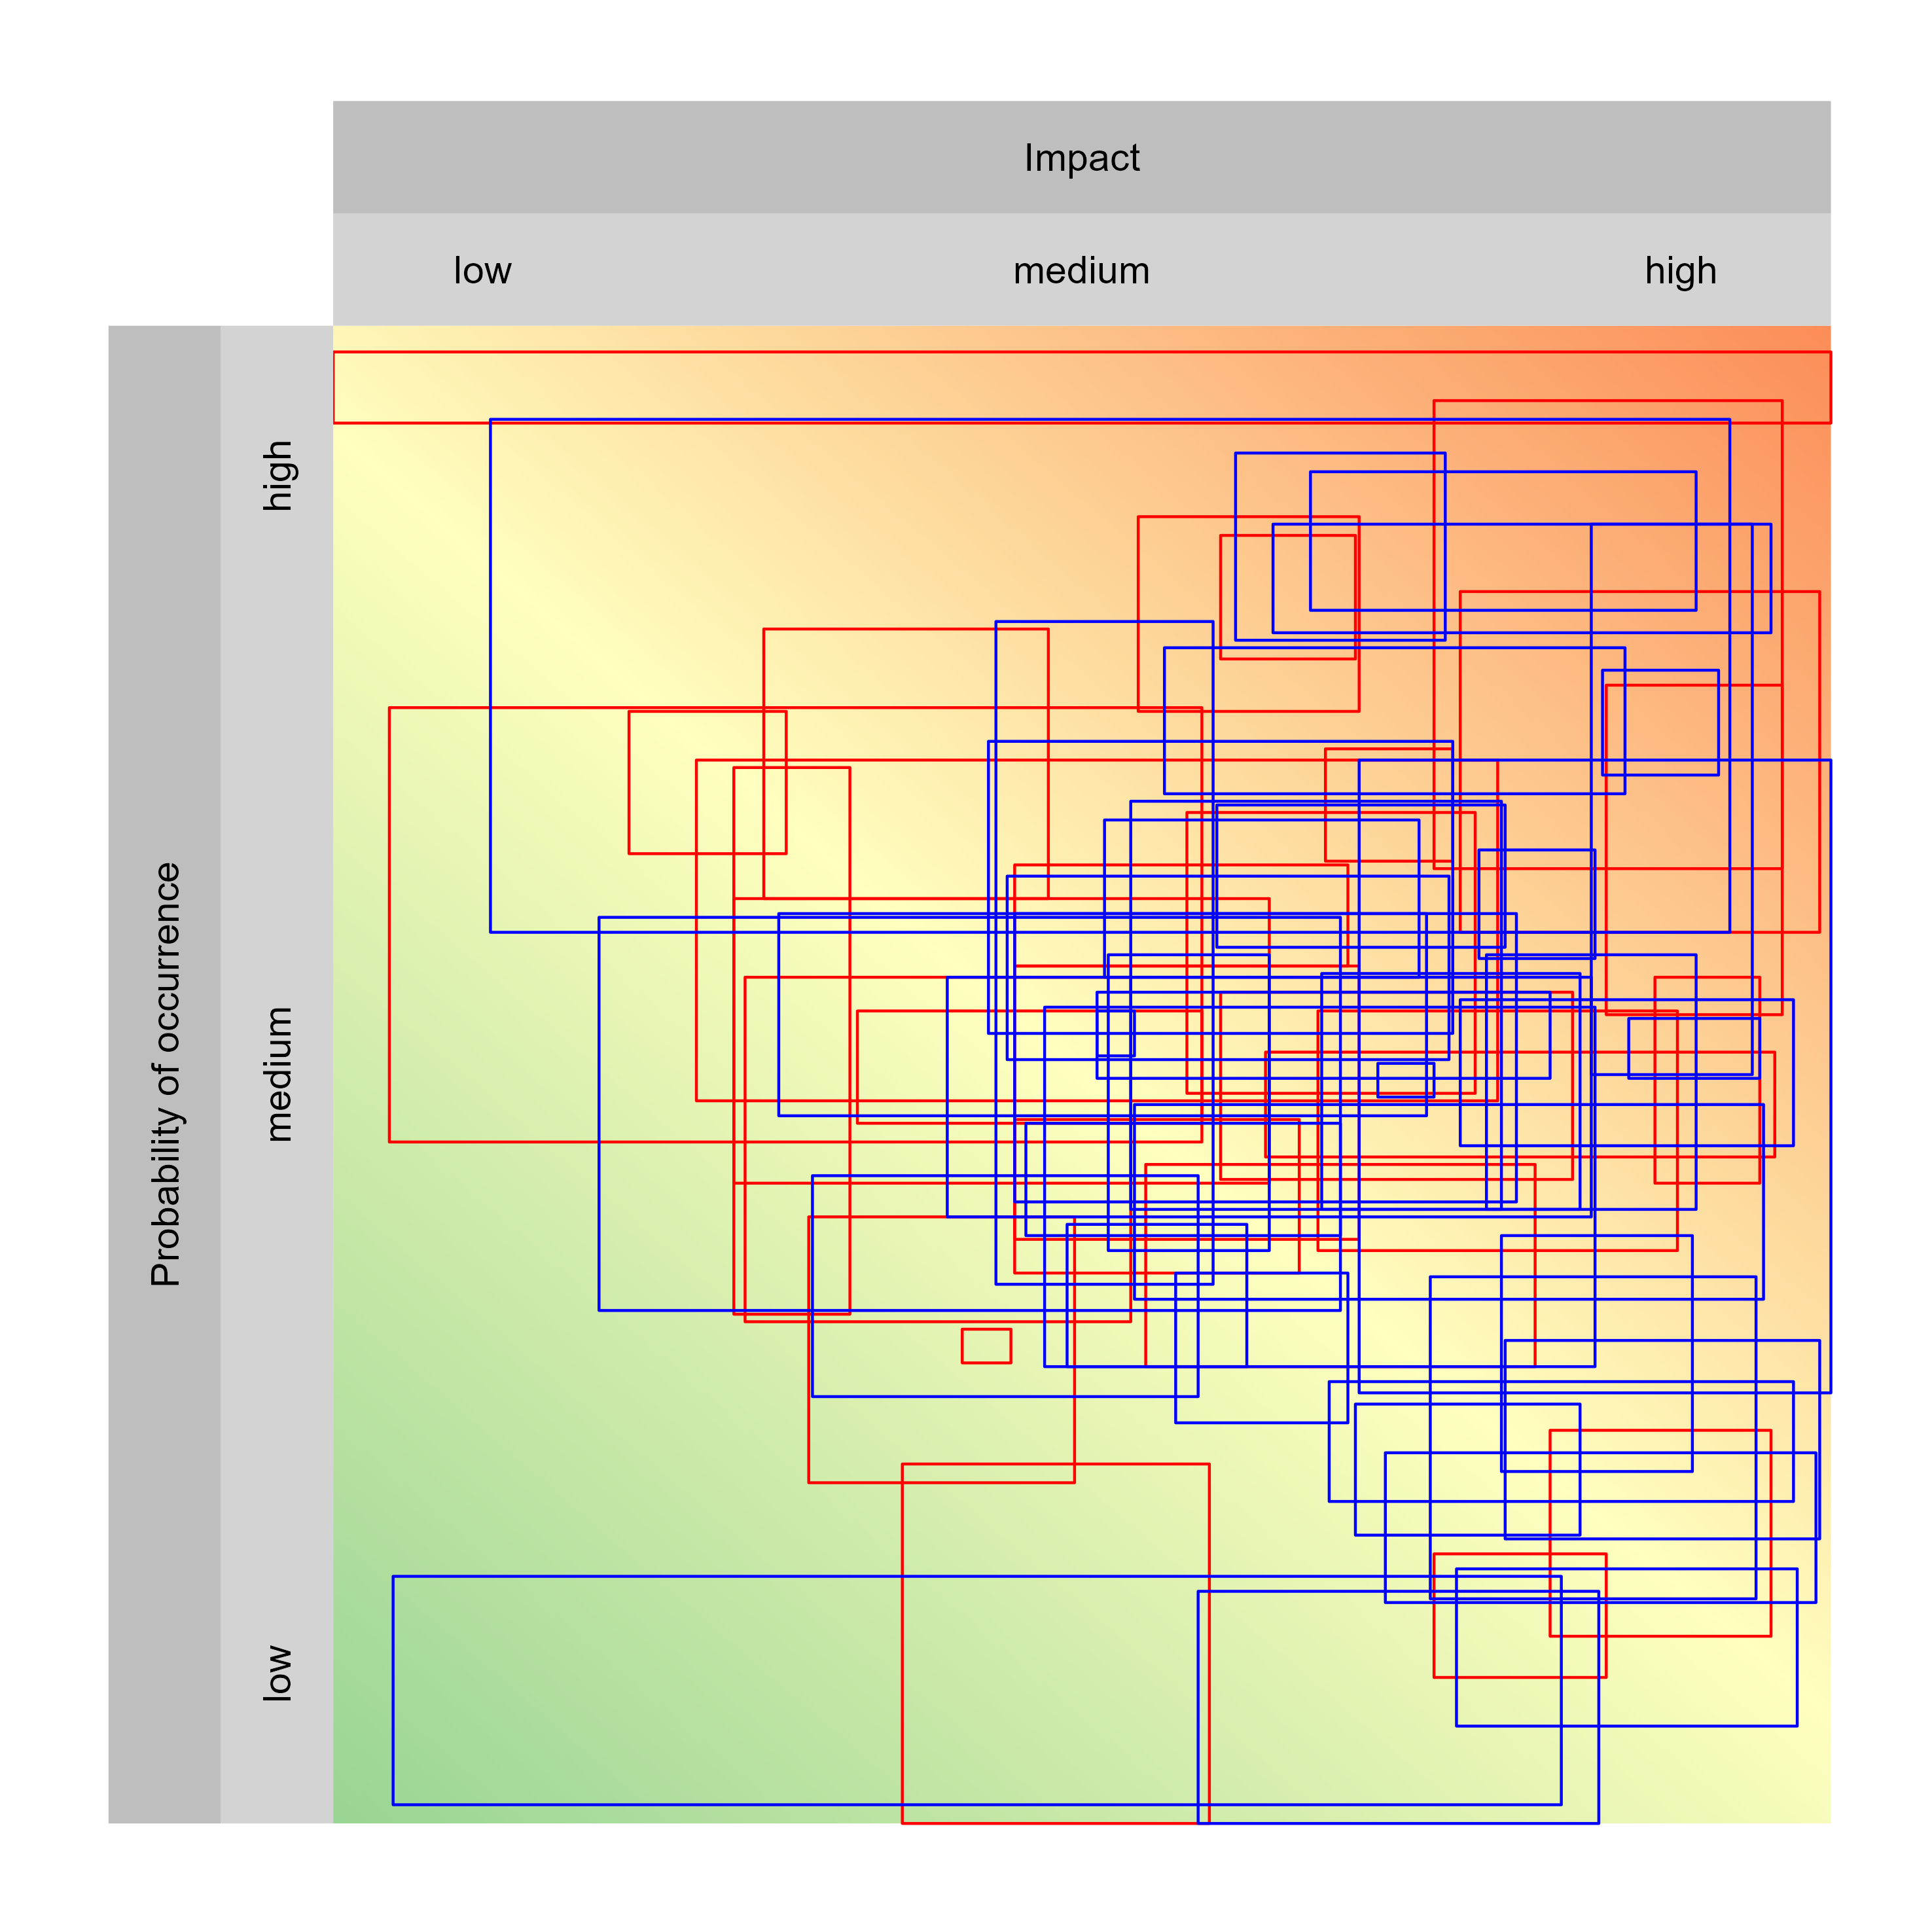 Impact
low
medium
high
Probability of occurrence
high
medium
low